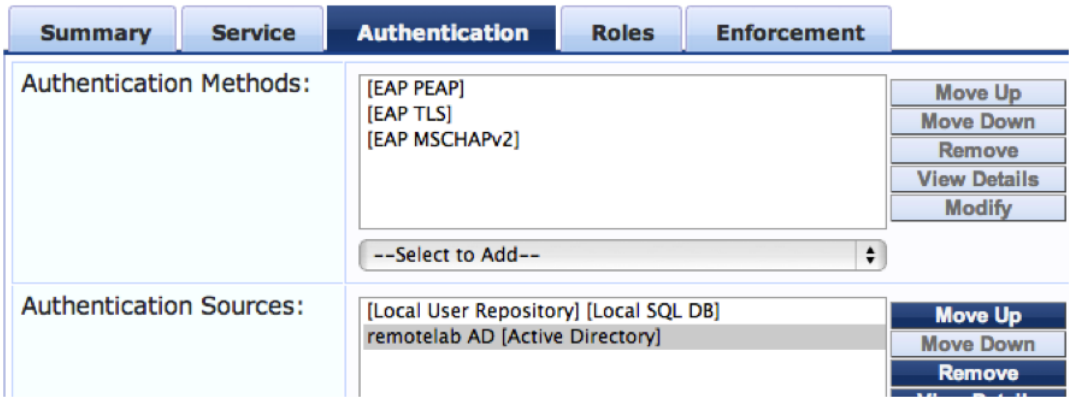 Summary Service Authentication Roles Enforcement
Authentication Methods:
[EAP PEAP]
[EAP TLS]
[EAP MSCHAPv2]
Move Up
Move Down
Remove
View Details
Modify
--Select to Add--
Authentication Sources:
[Local User Repository] [Local SQL DB]
remotelab AD [Active Directory]
Move Up
Move Down
Remove